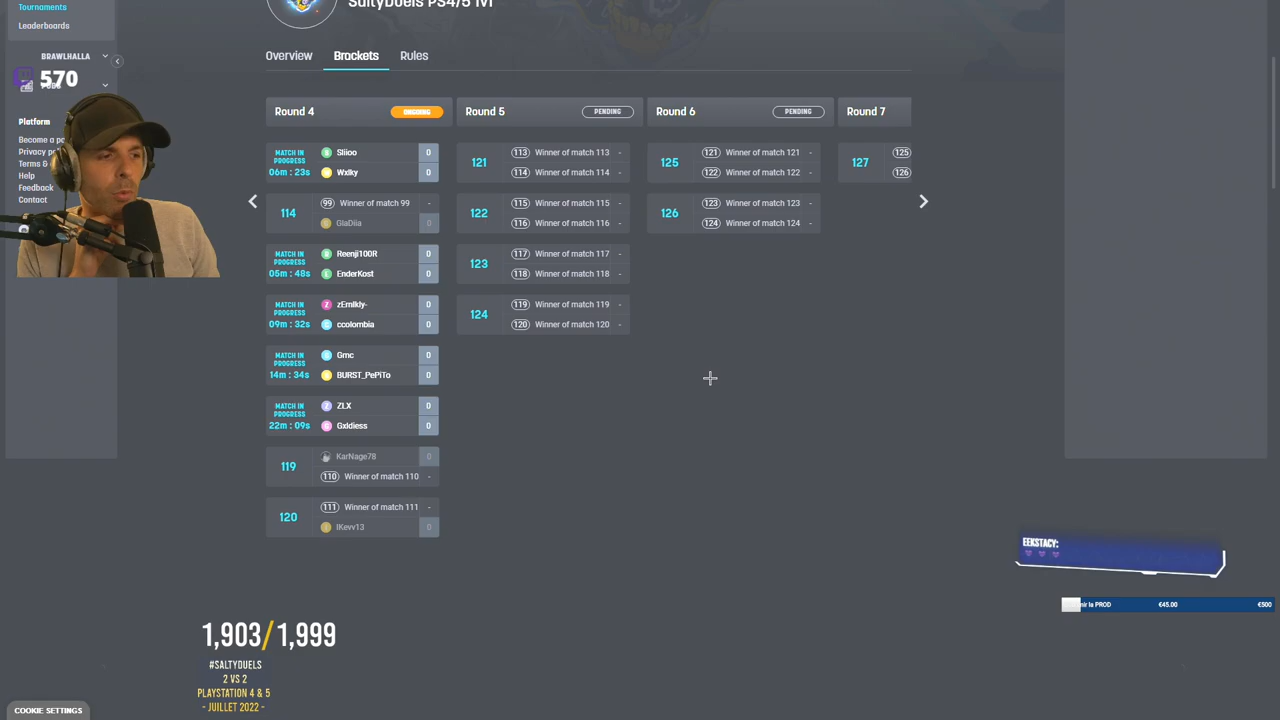 Tournaments
Leaderboards
BRAWLHALLA
570
Platform
Become a pa
Privacy po
Terms &
Help
Feedback
Contact
SaltyDuels PS4/5 1v1
Overview Brackets Rules
Round 4 ONGOING Round 5 PENDING Round 6 PENDING Round 7
MATCH IN PROGRESS
06m : 23s
Sliioo 0
Wxlky 0
114
99 Winner of match 99 -
GlaDiia 0
MATCH IN PROGRESS
05m : 48s
Reenji100R 0
EnderKost 0
MATCH IN PROGRESS
09m : 32s
zEmIkly- 0
ccolombia 0
MATCH IN PROGRESS
14m : 34s
Gmc 0
BURST_PePiTo 0
MATCH IN PROGRESS
22m : 09s
ZLX 0
Gxldiess 0
119
KarNage78 0
110 Winner of match 110 -
120
111 Winner of match 111 -
IKevv13 0
121
113 Winner of match 113 -
114 Winner of match 114 -
122
115 Winner of match 115 -
116 Winner of match 116 -
123
117 Winner of match 117 -
118 Winner of match 118 -
124
119 Winner of match 119 -
120 Winner of match 120 -
125
121 Winner of match 121 -
122 Winner of match 122 -
126
123 Winner of match 123 -
124 Winner of match 124 -
127
125
126
EEKSTACY:
nir la PROD €45.00 €500
1,903/1,999
#SALTYDUELS
2 VS 2
PLAYSTATION 4 & 5
- JUILLET 2022 -
COOKIE SETTINGS